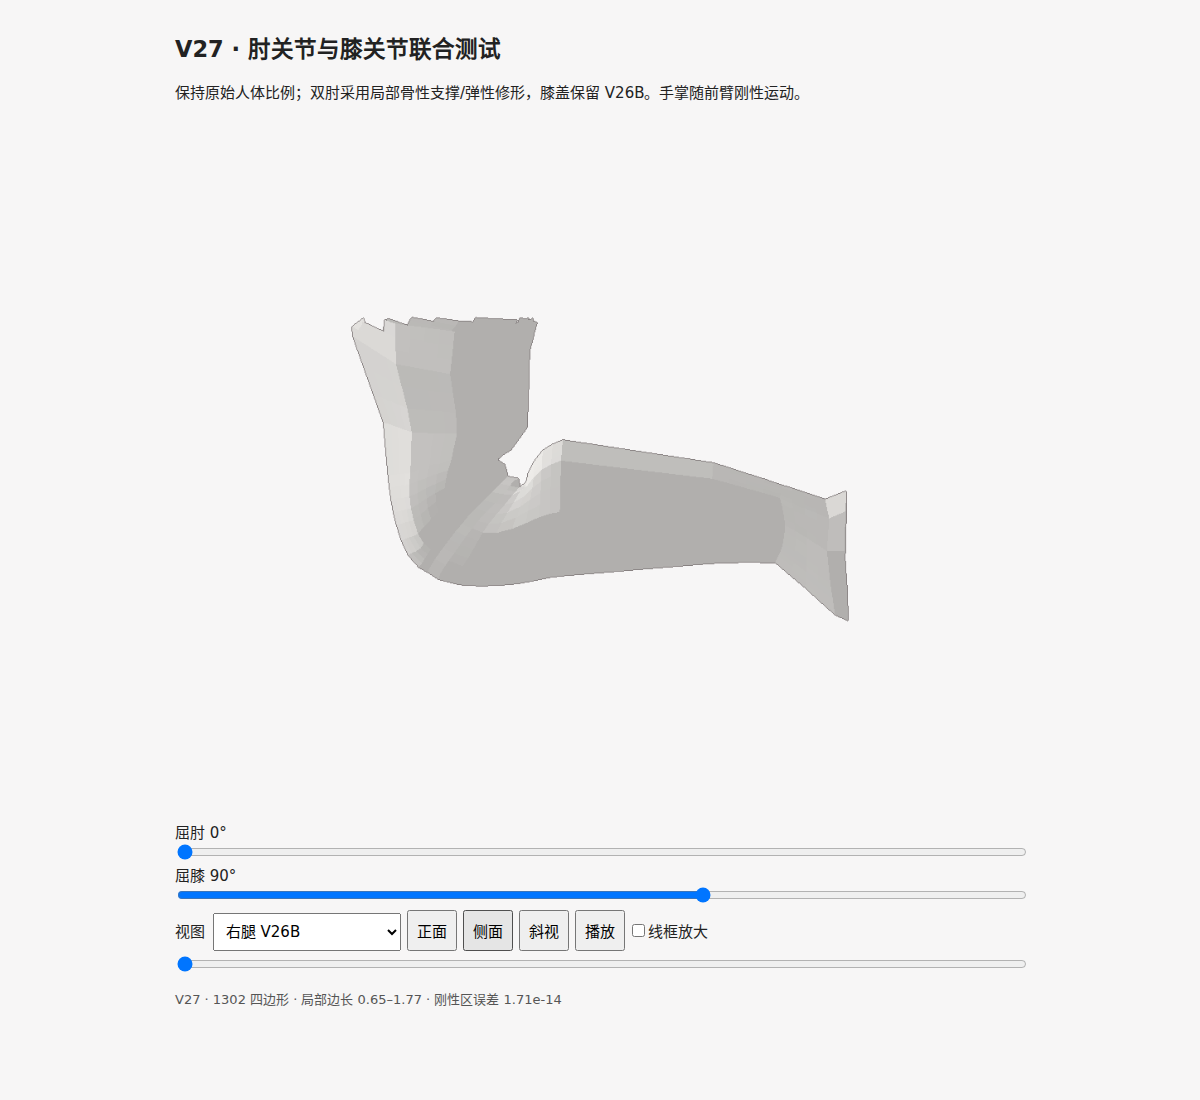 V27 · 肘关节与膝关节联合测试
保持原始人体比例；双肘采用局部骨性支撑/弹性修形，膝盖保留 V26B。手掌随前臂刚性运动。
屈肘 0°
屈膝 90°
视图 右腿 V26B 正面 侧面 斜视 播放 线框放大
V27 · 1302 四边形 · 局部边长 0.65–1.77 · 刚性区误差 1.71e-14